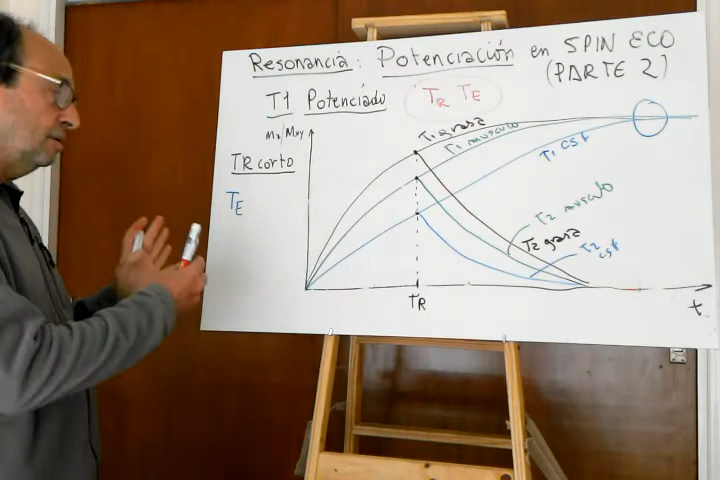 Resonancia: Potenciación en SPIN ECO
(PARTE 2)
T1 Potenciado TR TE
Mz/Mxy
TR corto
TE
T1 grasa
T1 musculo
T1 CSF
T2 musculo
T2 grasa
T2 csf
TR
t